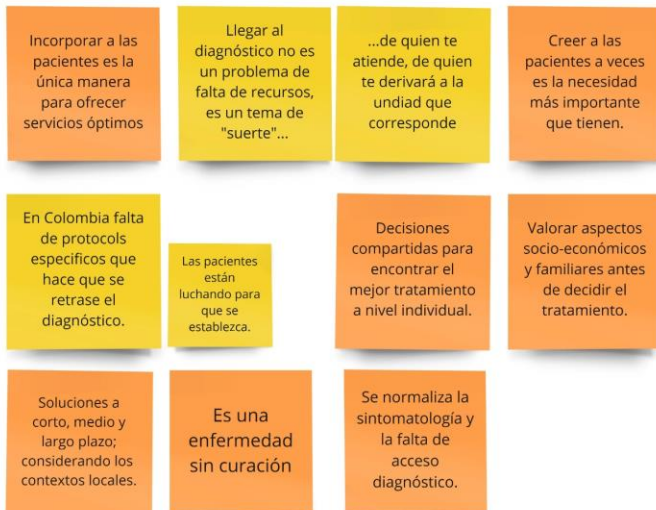 Incorporar a las
pacientes es la
única manera
para ofrecer
servicios óptimos
Llegar al
diagnóstico no es
un problema de
falta de recursos,
es un tema de
"suerte"...
...de quien te
atiende, de quien
te derivará a la
undiad que
corresponde
Creer a las
pacientes a veces
es la necesidad
más importante
que tienen.
En Colombia falta
de protocols
especificos que
hace que se
retrase el
diagnóstico.
Las pacientes
están
luchando para
que se
establezca.
Decisiones
compartidas para
encontrar el
mejor tratamiento
a nivel individual.
Valorar aspectos
socio-económicos
y familiares antes
de decidir el
tratamiento.
Soluciones a
corto, medio y
largo plazo;
considerando los
contextos locales.
Es una
enfermedad
sin curación
Se normaliza la
sintomatología y
la falta de
acceso
diagnóstico.